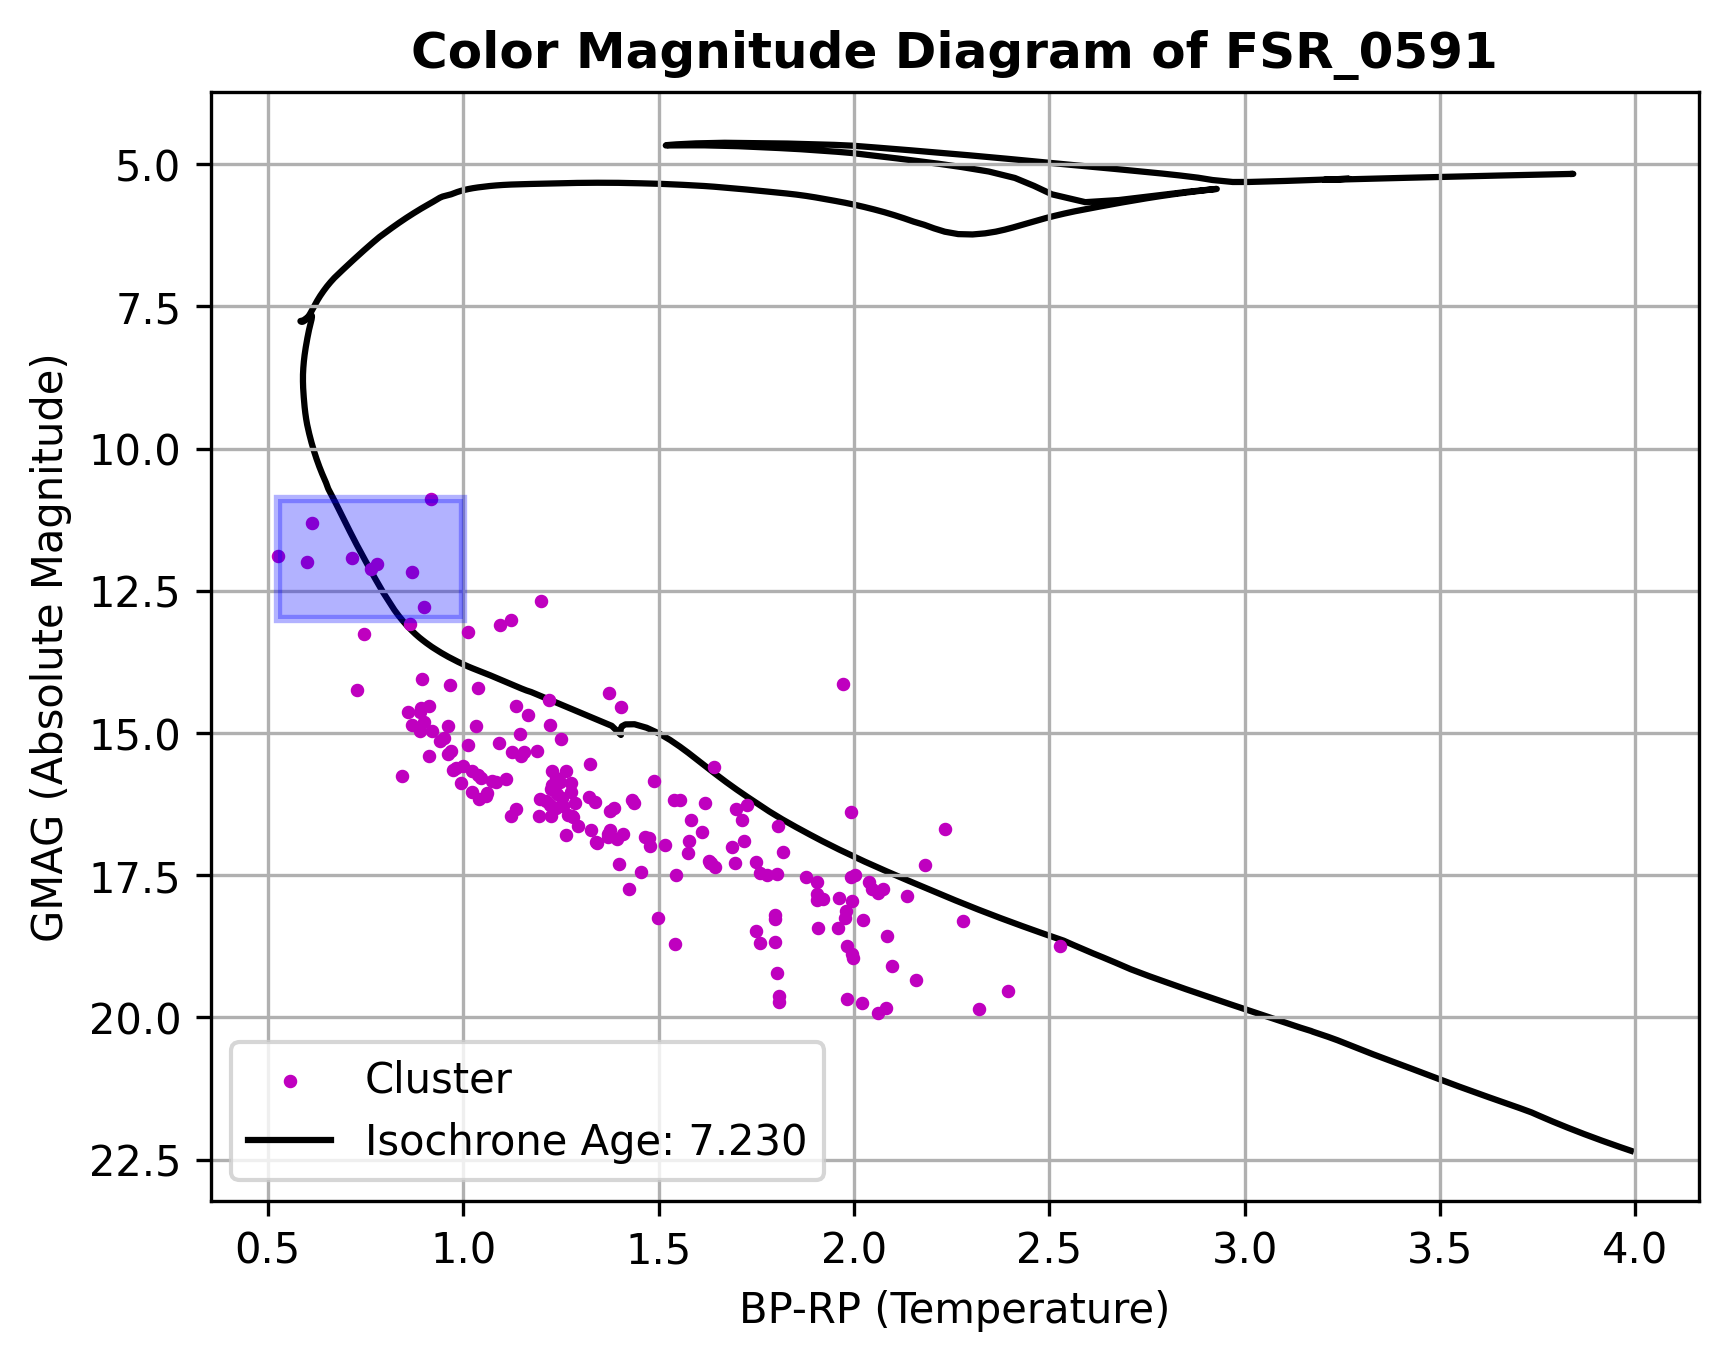 Color Magnitude Diagram of FSR_0591
GMAG (Absolute Magnitude)
5.0
7.5
10.0
12.5
15.0
17.5
20.0
22.5
Cluster
Isochrone Age: 7.230
0.5 1.0 1.5 2.0 2.5 3.0 3.5 4.0
BP-RP (Temperature)